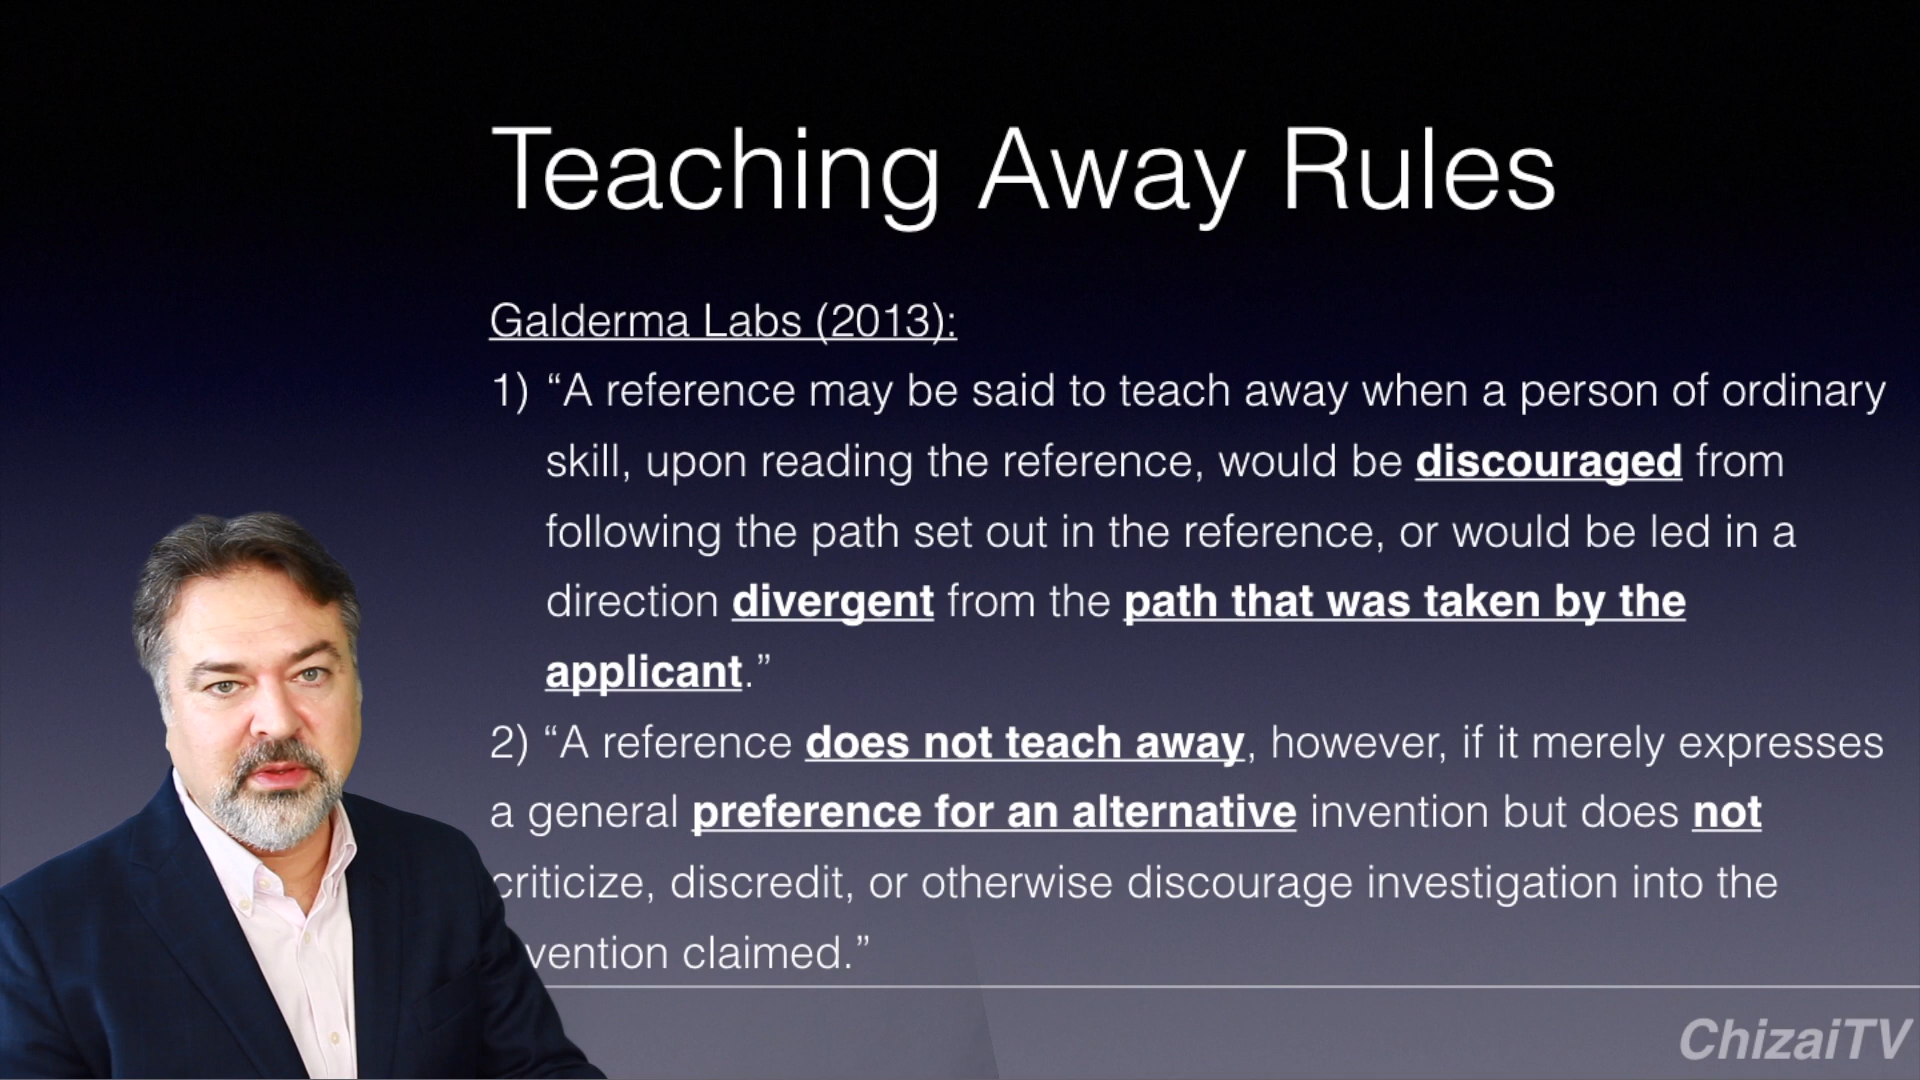 Teaching Away Rules
Galderma Labs (2013):
1) “A reference may be said to teach away when a person of ordinary
skill, upon reading the reference, would be discouraged from
following the path set out in the reference, or would be led in a
direction divergent from the path that was taken by the
applicant.”
2) “A reference does not teach away, however, if it merely expresses
a general preference for an alternative invention but does not
criticize, discredit, or otherwise discourage investigation into the
vention claimed.”
ChizaiTV